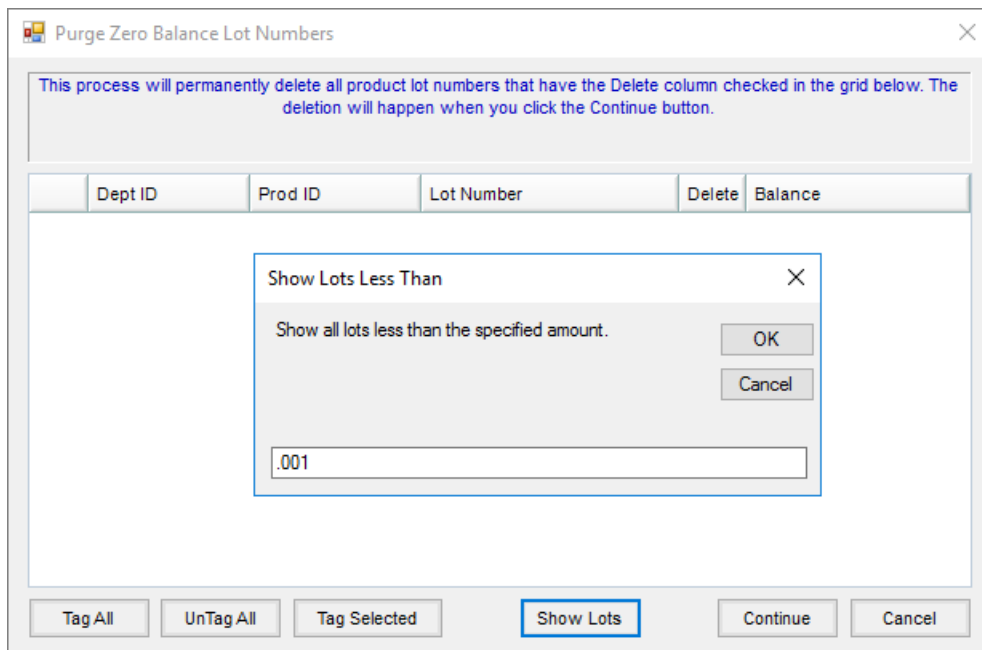 Purge Zero Balance Lot Numbers
This process will permanently delete all product lot numbers that have the Delete column checked in the grid below. The
deletion will happen when you click the Continue button.
Dept ID Prod ID Lot Number Delete Balance
Show Lots Less Than
Show all lots less than the specified amount.
OK
Cancel
.001
Tag All UnTag All Tag Selected Show Lots Continue Cancel